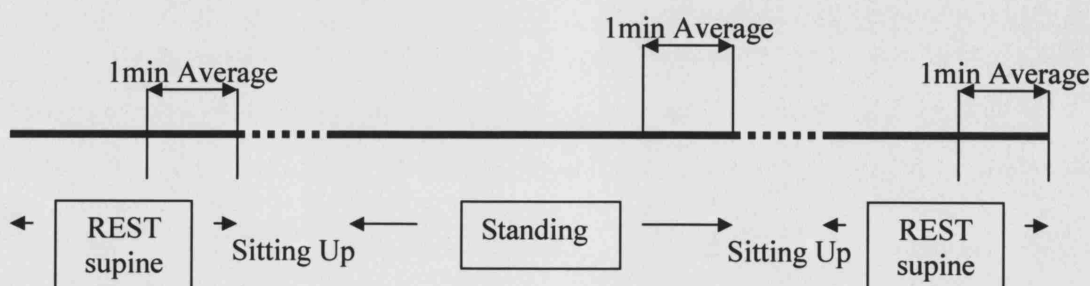 1min Average
1min Average
1min Average
REST
supine
Sitting Up
Standing
Sitting Up
REST
supine